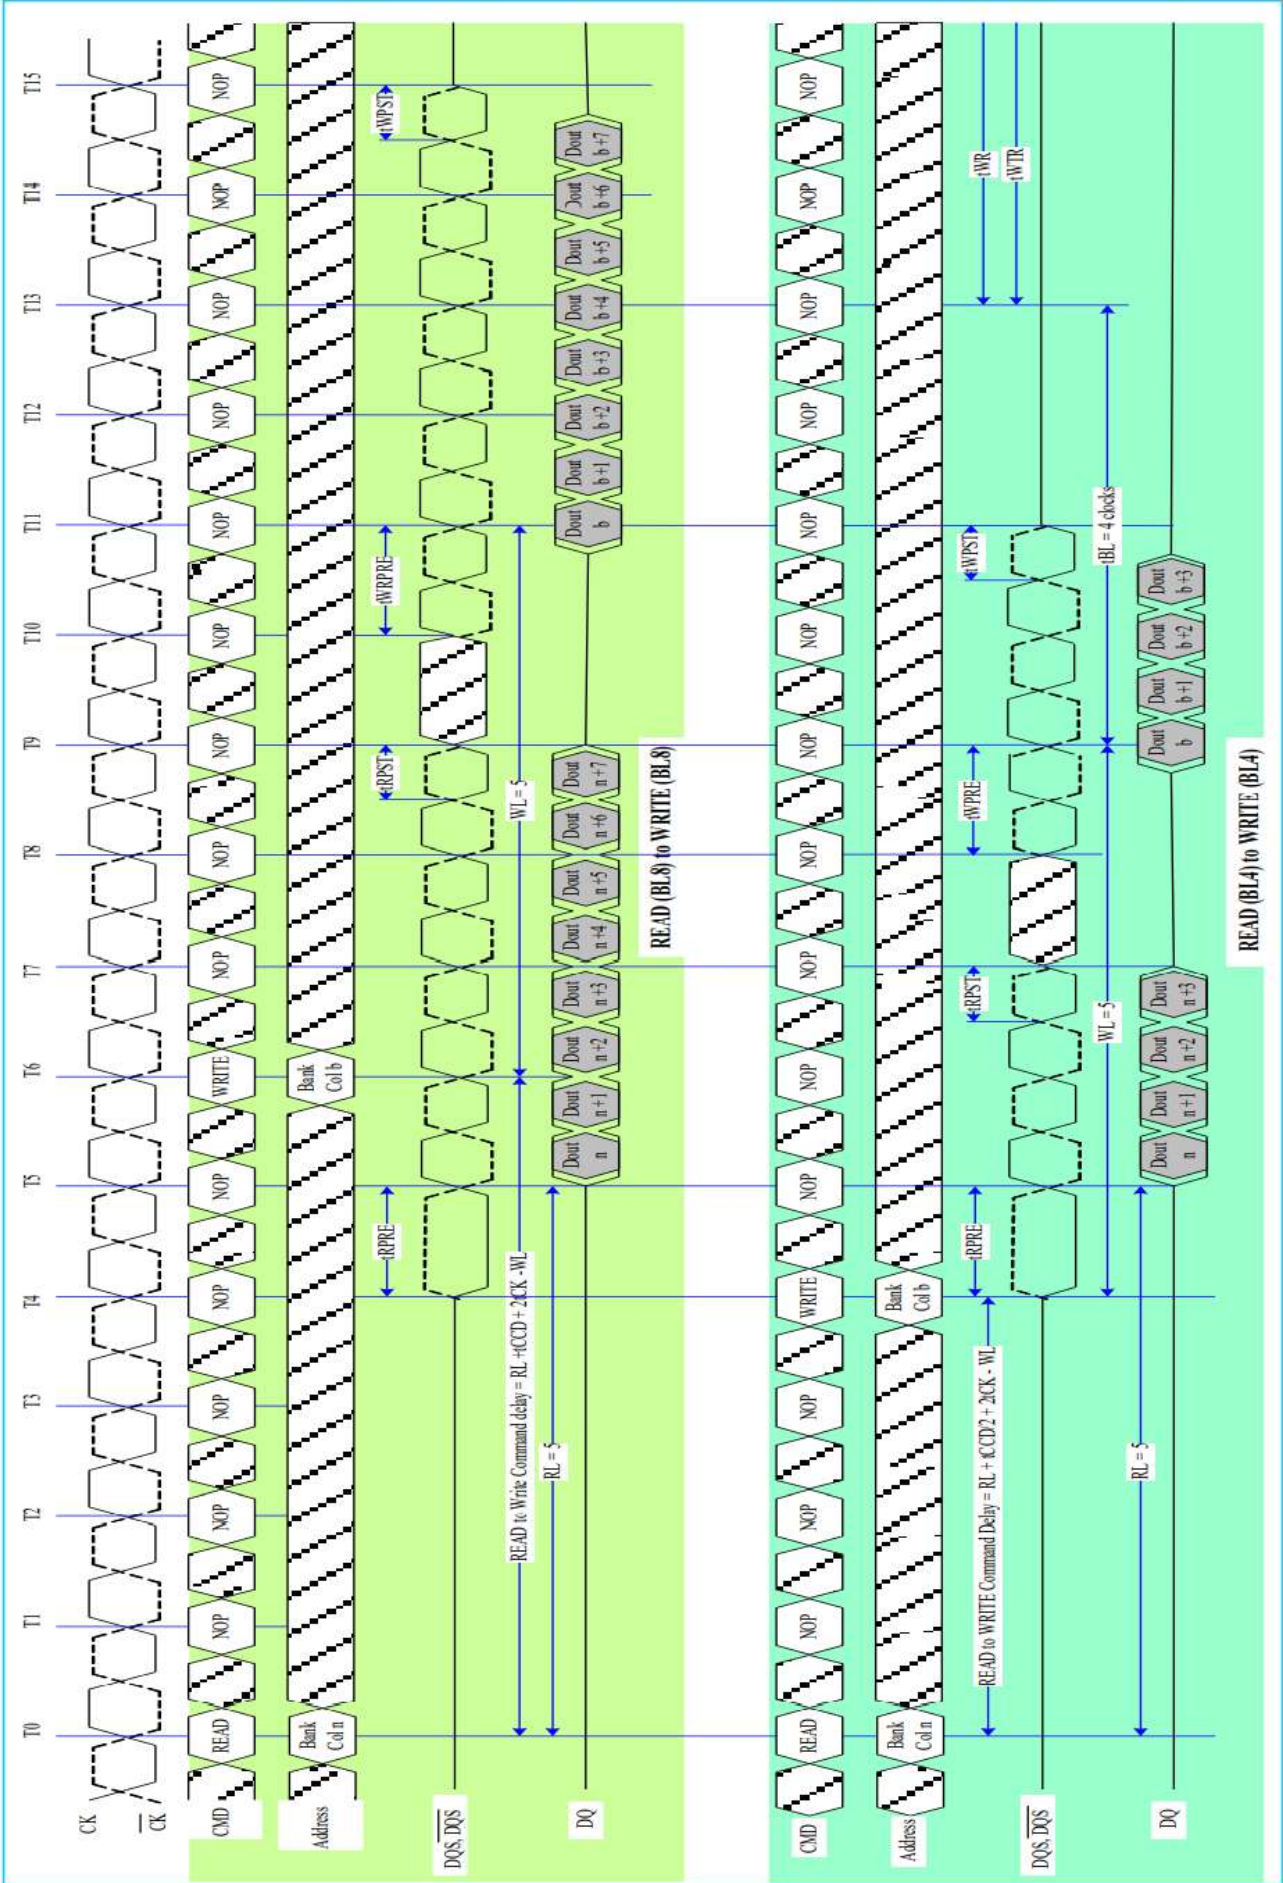 T0 T1 T2 T3 T4 T5 T6 T7 T8 T9 T10 T11 T12 T13 T14 T15
CK
CK
CMD READ NOP NOP NOP NOP NOP WRITE NOP NOP NOP NOP NOP NOP NOP NOP NOP
Address Bank Col n Bank Col b
tRPRE tRPST tWRPRE tWPST
DQS, DQS
READ to Write Command delay = RL +tCCD + 2tCK -WL WL = 5
RL = 5
DQ Dout n Dout n+1 Dout n+2 Dout n+3 Dout n+4 Dout n+5 Dout n+6 Dout n+7 Dout b Dout b+1 Dout b+2 Dout b+3 Dout b+4 Dout b+5 Dout b+6 Dout b+7
READ (BL8) to WRITE (BL8)
CMD READ NOP NOP NOP WRITE NOP NOP NOP NOP NOP NOP NOP NOP NOP NOP NOP
Address Bank Col n Bank Col b
READ to WRITE Command Delay = RL + tCCD/2 + 2tCK - WL tRPRE tRPST tWPRE tWPST tWR
tWTR
DQS, DQS
WL = 5 tBL = 4 clocks
RL = 5
DQ Dout n Dout n+1 Dout n+2 Dout n+3 Dout b Dout b+1 Dout b+2 Dout b+3
READ (BL4) to WRITE (BL4)